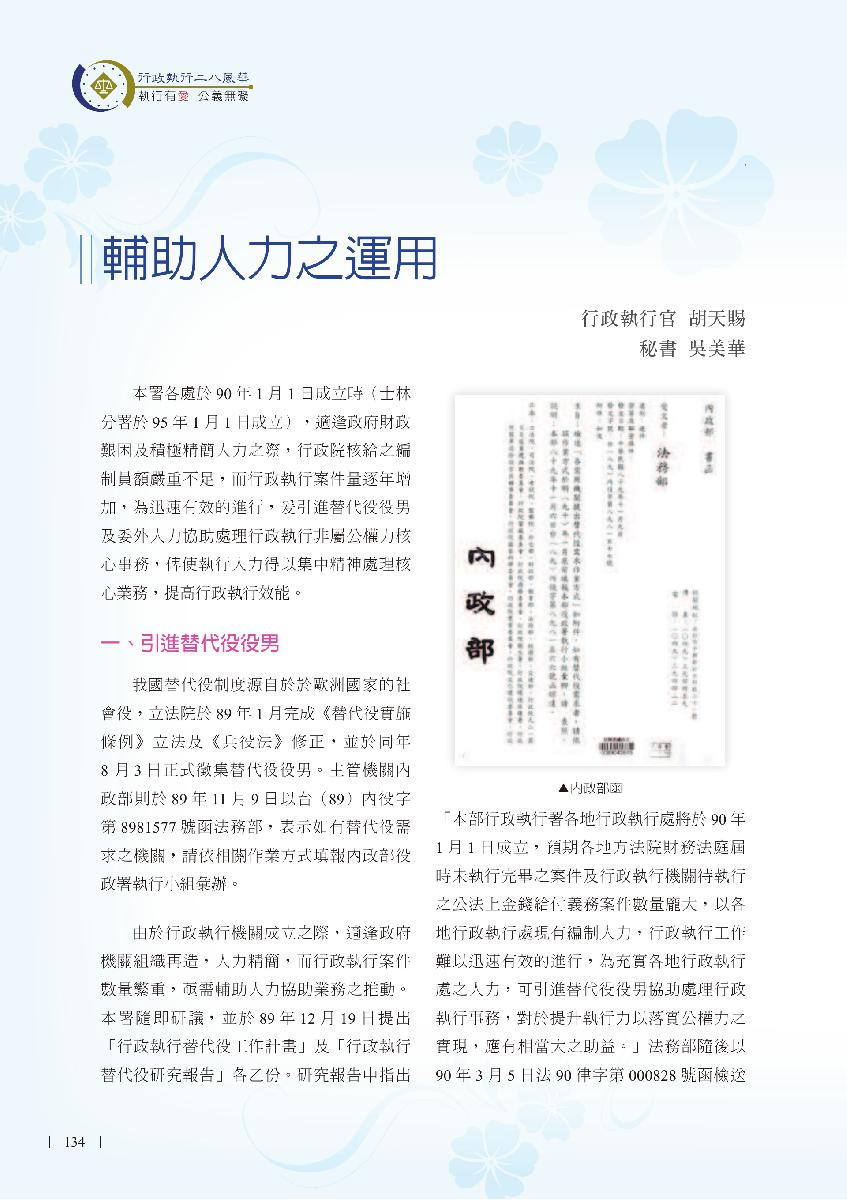 行政執行二八風華
執行有愛 公義無礙
輔助人力之運用
行政執行官 胡天賜
秘書 吳美華
本署各處於 90 年 1 月 1 日成立時（士林
分署於 95 年 1 月 1 日成立），適逢政府財政
艱困及積極精簡人力之際，行政院核給之編
制員額嚴重不足，而行政執行案件量逐年增
加，為迅速有效的進行，爰引進替代役役男
及委外人力協助處理行政執行非屬公權力核
心事務，俾使執行人力得以集中精神處理核
心業務，提高行政執行效能。
一、引進替代役役男
我國替代役制度源自於於歐洲國家的社
會役，立法院於 89 年 1 月完成《替代役實施
條例》立法及《兵役法》修正，並於同年
8 月 3 日正式徵集替代役役男。主管機關內
政部則於 89 年 11 月 9 日以台（89）內役字
第 8981577 號函法務部，表示如有替代役需
求之機關，請依相關作業方式填報內政部役
政署執行小組彙辦。
由於行政執行機關成立之際，適逢政府
機關組織再造，人力精簡，而行政執行案件
數量繁重，亟需輔助人力協助業務之推動。
本署隨即研議，並於 89 年 12 月 19 日提出
「行政執行替代役工作計畫」及「行政執行
替代役研究報告」各乙份。研究報告中指出
內政部 書函
受文者：法務部
內政部
▲內政部函
「本部行政執行署各地行政執行處將於 90 年
1 月 1 日成立，預期各地方法院財務法庭屆
時未執行完畢之案件及行政執行機關待執行
之公法上金錢給付義務案件數量龐大，以各
地行政執行處現有編制人力，行政執行工作
難以迅速有效的進行，為充實各地行政執行
處之人力，可引進替代役役男協助處理行政
執行事務，對於提升執行力以落實公權力之
實現，應有相當大之助益。」法務部隨後以
90 年 3 月 5 日法 90 律字第 000828 號函檢送
134